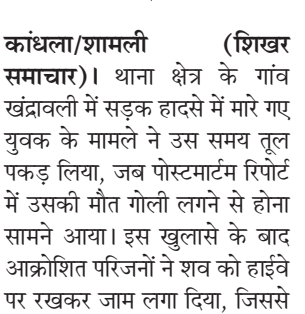 कांधला/शामली (शिखर
समाचार)। थाना क्षेत्र के गांव
खंद्रावली में सड़क हादसे में मारे गए
युवक के मामले ने उस समय तूल
पकड़ लिया, जब पोस्टमार्टम रिपोर्ट
में उसकी मौत गोली लगने से होना
सामने आया। इस खुलासे के बाद
आक्रोशित परिजनों ने शव को हाईवे
पर रखकर जाम लगा दिया, जिससे